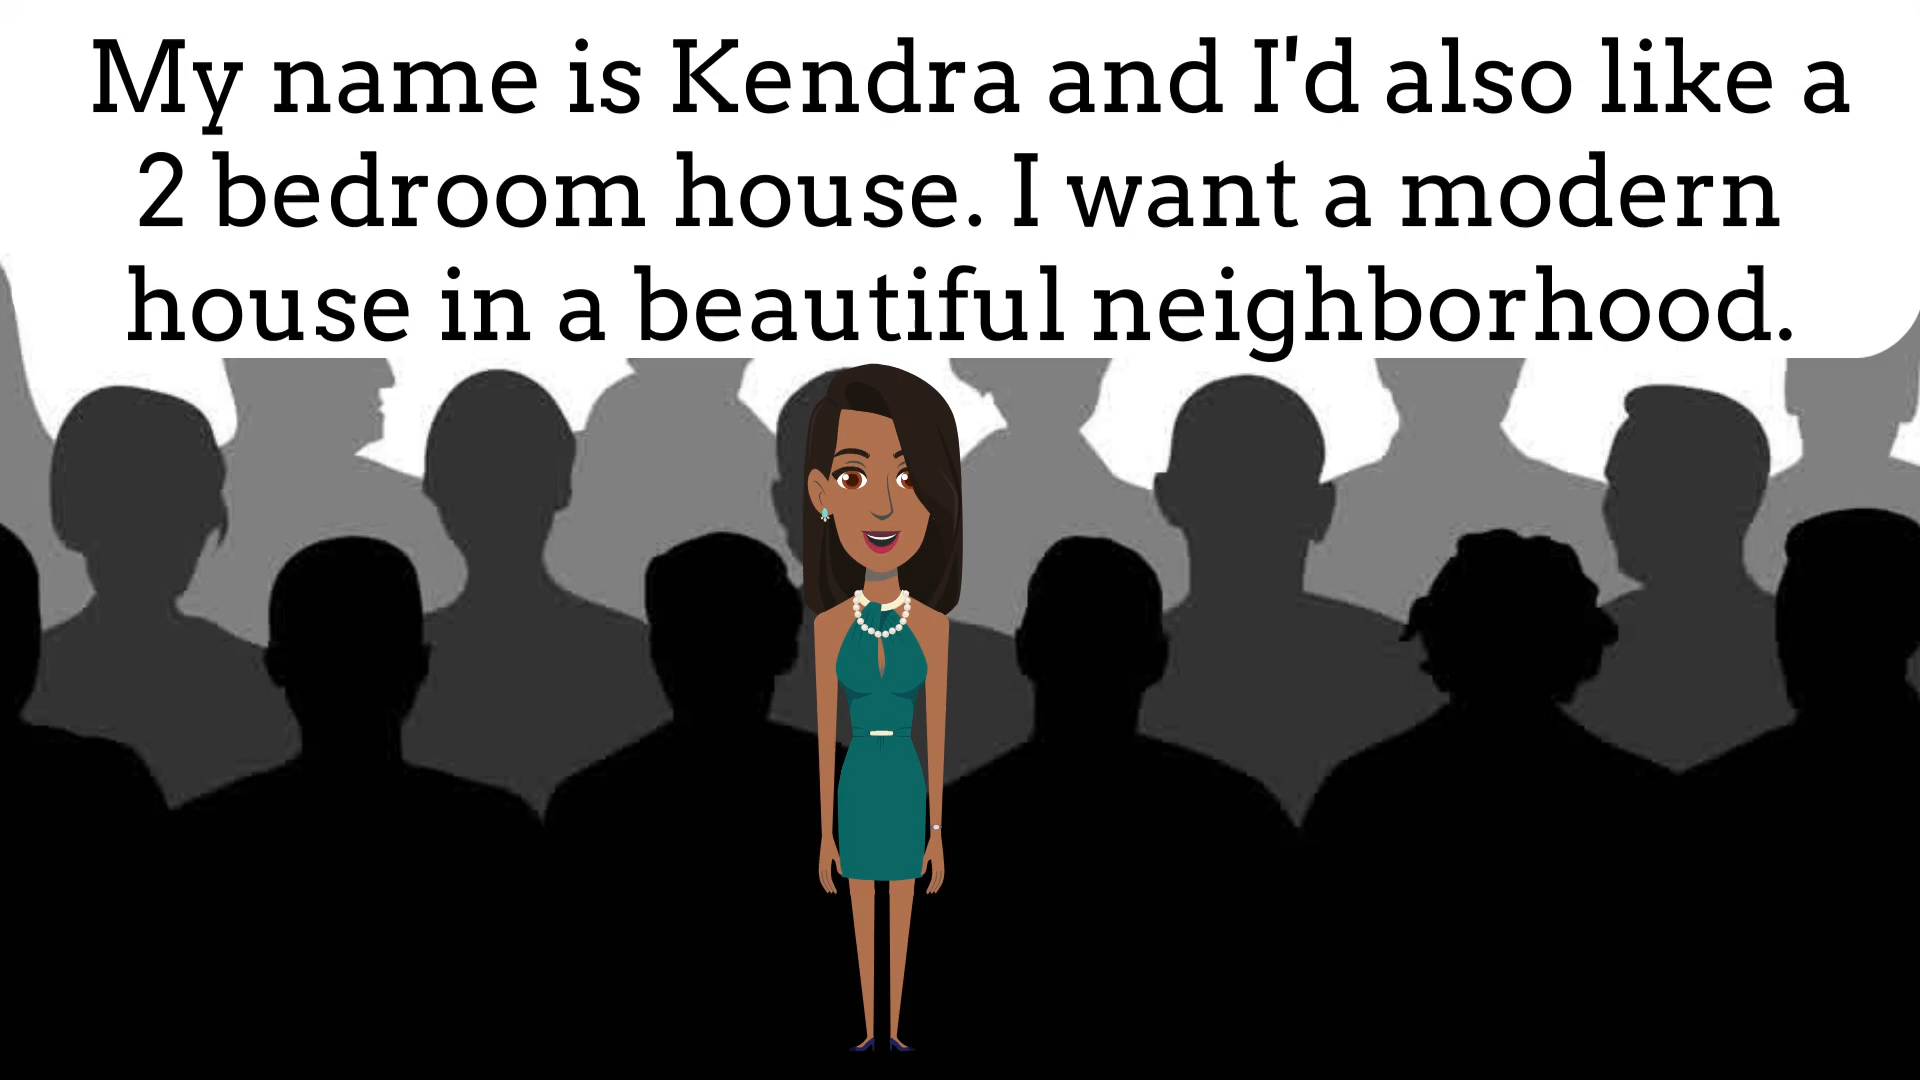 My name is Kendra and I'd also like a
2 bedroom house. I want a modern
house in a beautiful neighborhood.